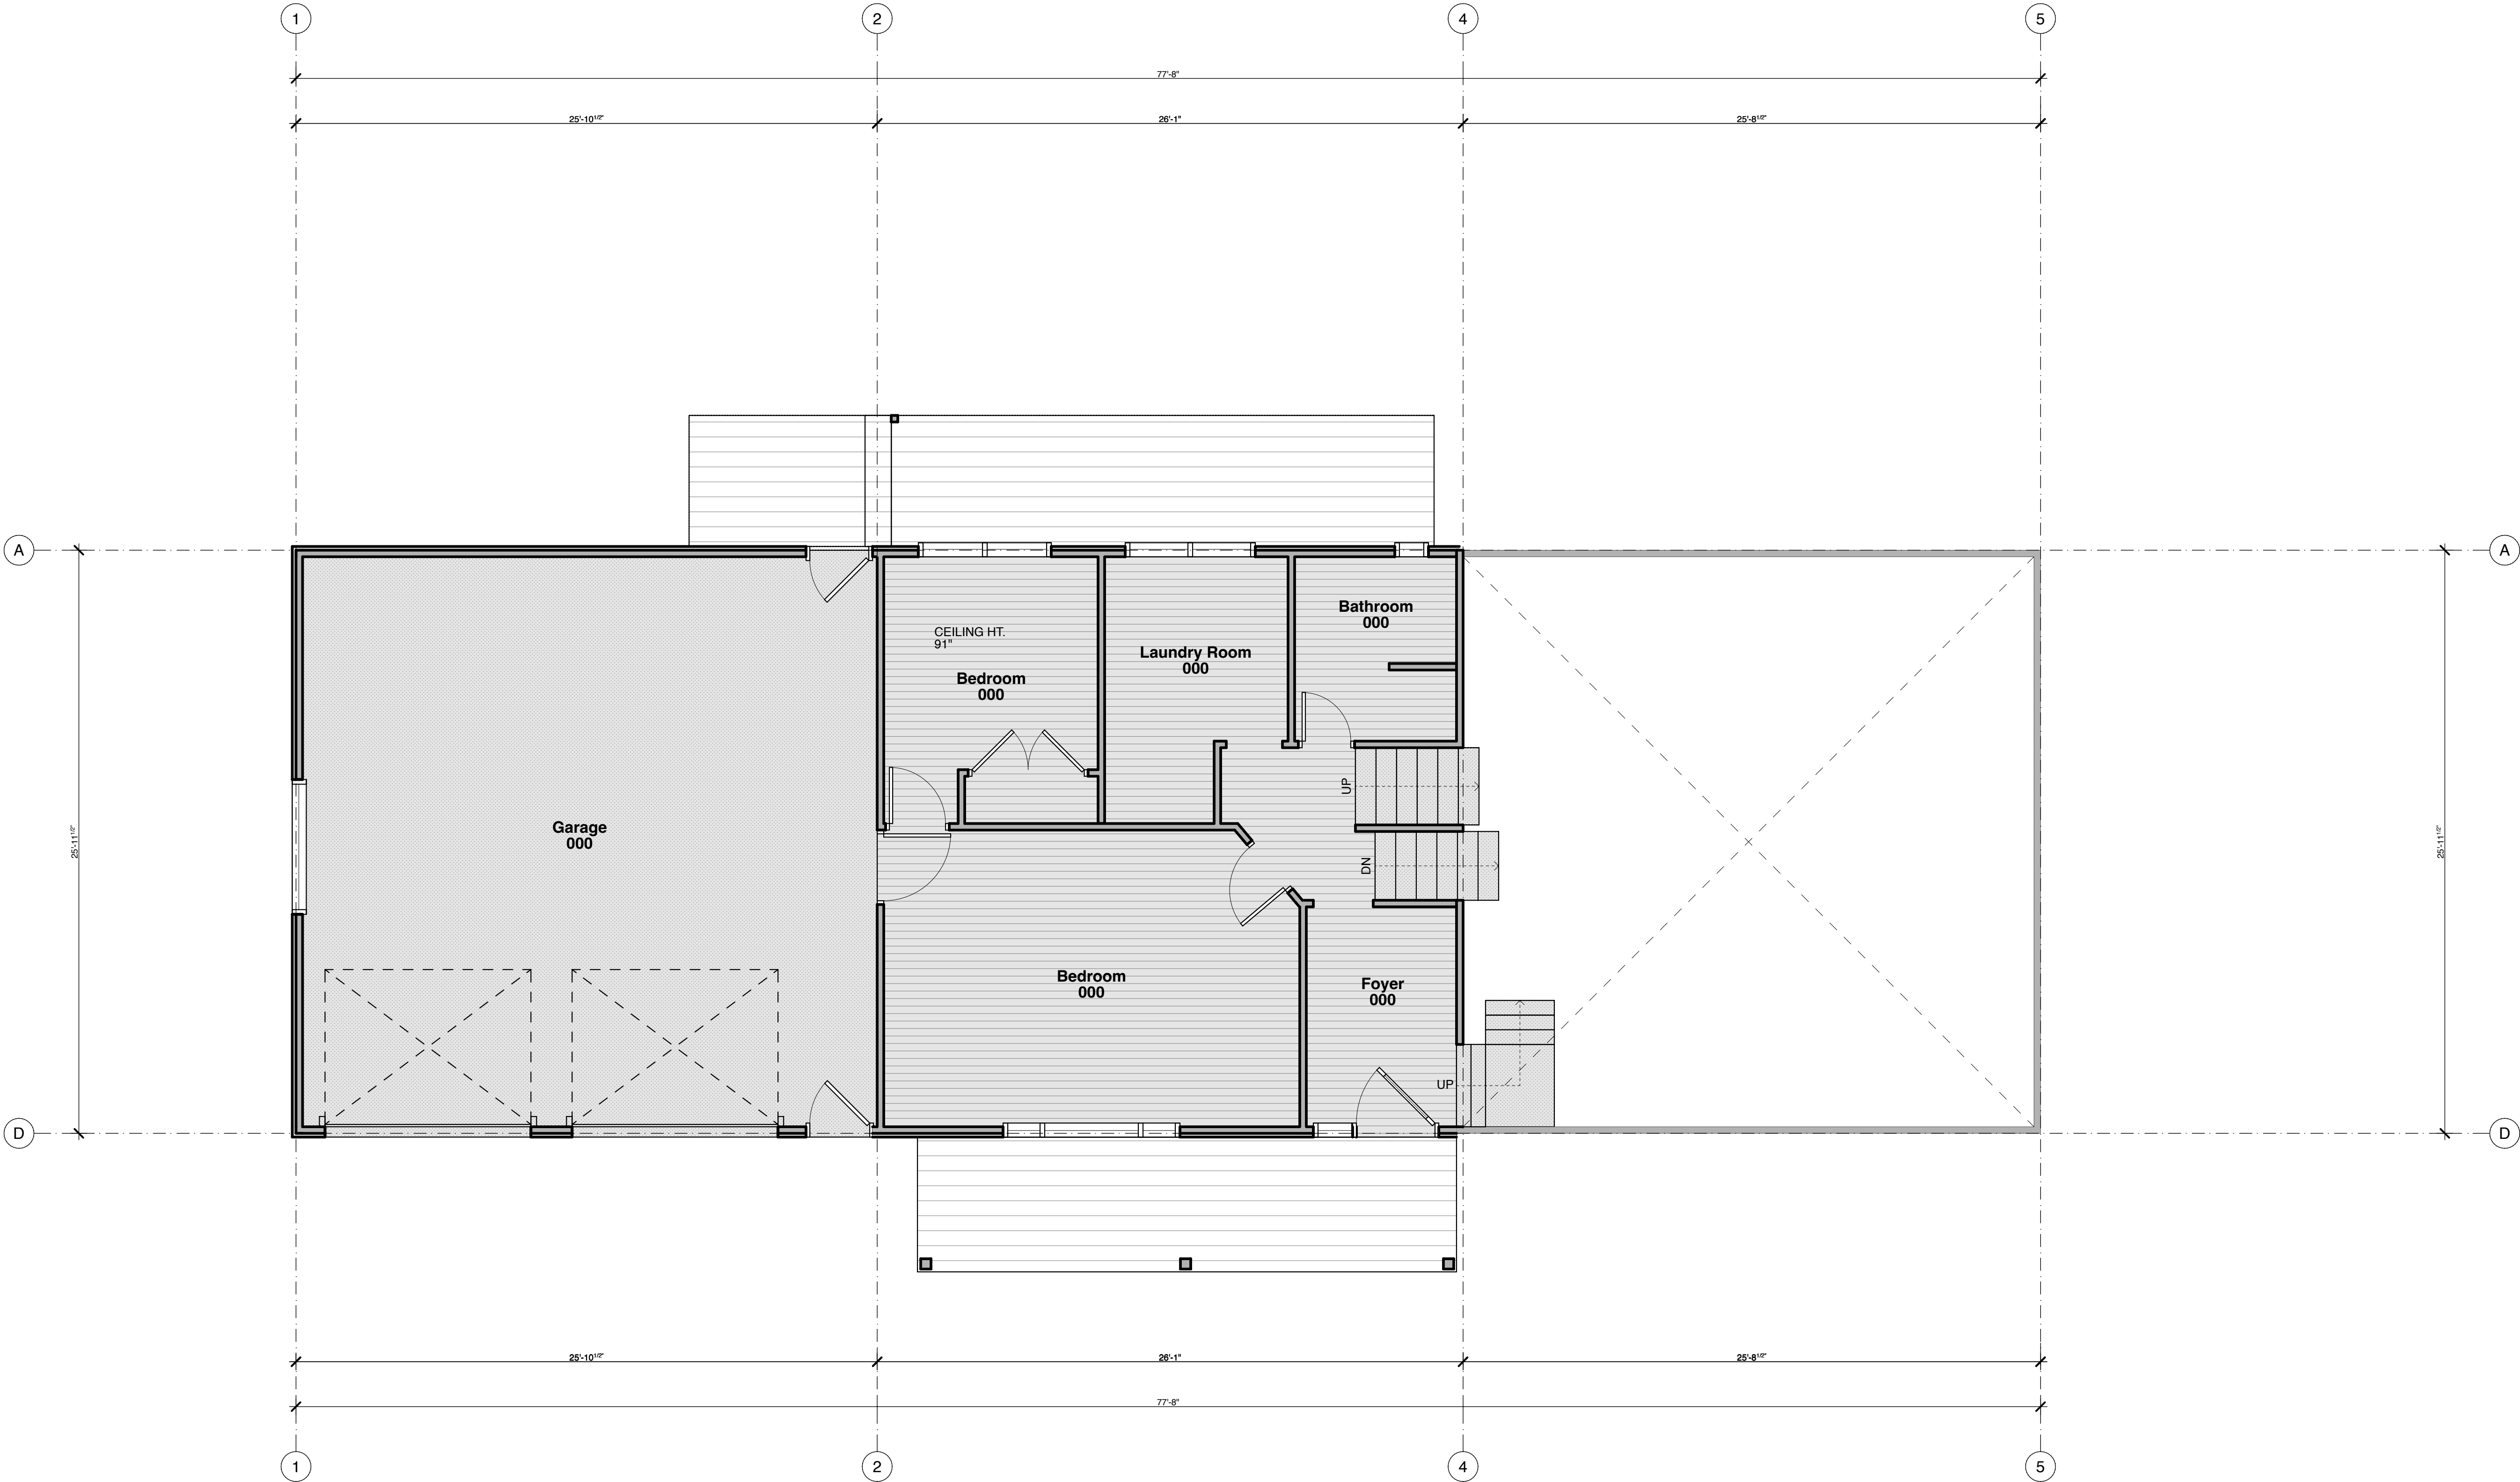 1 2 4 5
77'-8"
25'-10 1/2" 26'-1" 25'-8 1/2"
A A
Bathroom
000
CEILING HT.
91"
Laundry Room
000
Bedroom
000
UP
Garage
000
25'-11 1/2" 25'-11 1/2"
DN
Bedroom
000
Foyer
000
UP
D D
25'-10 1/2" 26'-1" 25'-8 1/2"
77'-8"
1 2 4 5